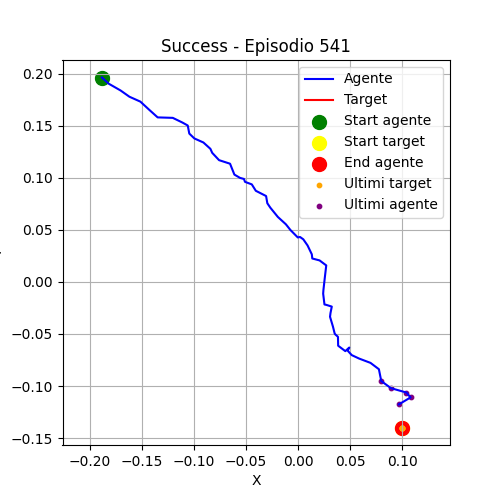 Success - Episodio 541
Agente
Target
Start agente
Start target
End agente
Ultimi target
Ultimi agente
0.20
0.15
0.10
0.05
0.00
−0.05
−0.10
−0.15
−0.20
−0.15
−0.10
−0.05
0.00
0.05
0.10
X